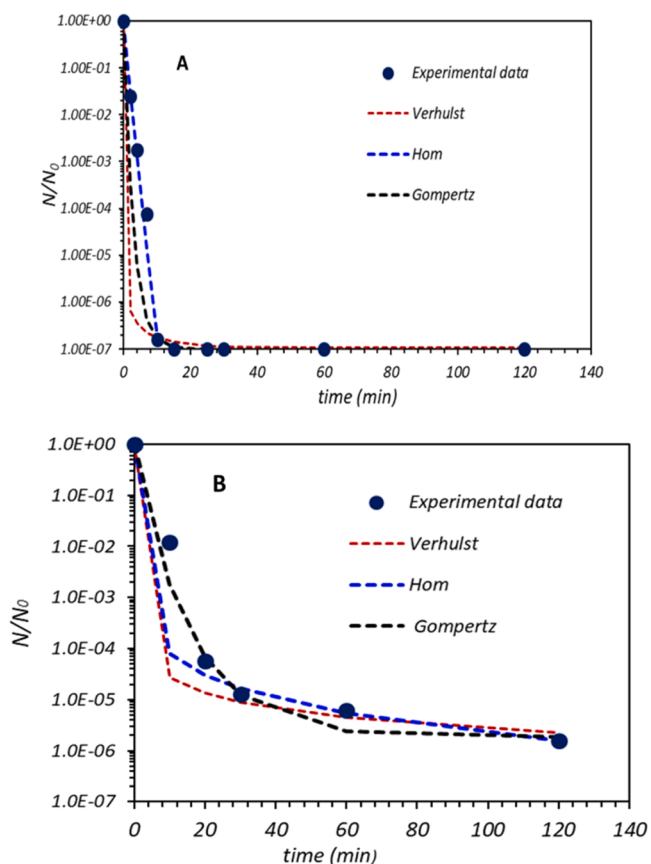 1.00E+00
A
Experimental data
1.00E-01
1.00E-02
Verhulst
1.00E-03
Hom
N/N0
1.00E-04
Gompertz
1.00E-05
1.00E-06
1.00E-07
0 20 40 60 80 100 120 140
time (min)
1.0E+00
B
Experimental data
1.0E-01
Verhulst
1.0E-02
Hom
1.0E-03
N/N0
Gompertz
1.0E-04
1.0E-05
1.0E-06
1.0E-07
0 20 40 60 80 100 120 140
time (min)